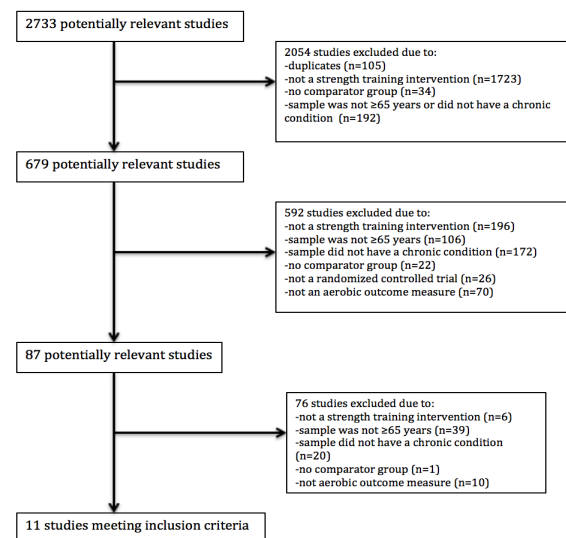 2733 potentially relevant studies
2054 studies excluded due to:
-duplicates (n=105)
-not a strength training intervention (n=1723)
-no comparator group (n=34)
-sample was not ≥65 years or did not have a chronic
condition  (n=192)
679 potentially relevant studies
592 studies excluded due to:
-not a strength training intervention (n=196)
-sample was not ≥65 years (n=106)
-sample did not have a chronic condition (n=172)
-no comparator group (n=22)
-not a randomized controlled trial (n=26)
-not an aerobic outcome measure (n=70)
87 potentially relevant studies
76 studies excluded due to:
-not a strength training intervention (n=6)
-sample was not ≥65 years (n=39)
-sample did not have a chronic condition
(n=20)
-no comparator group (n=1)
-not aerobic outcome measure (n=10)
11 studies meeting inclusion criteria